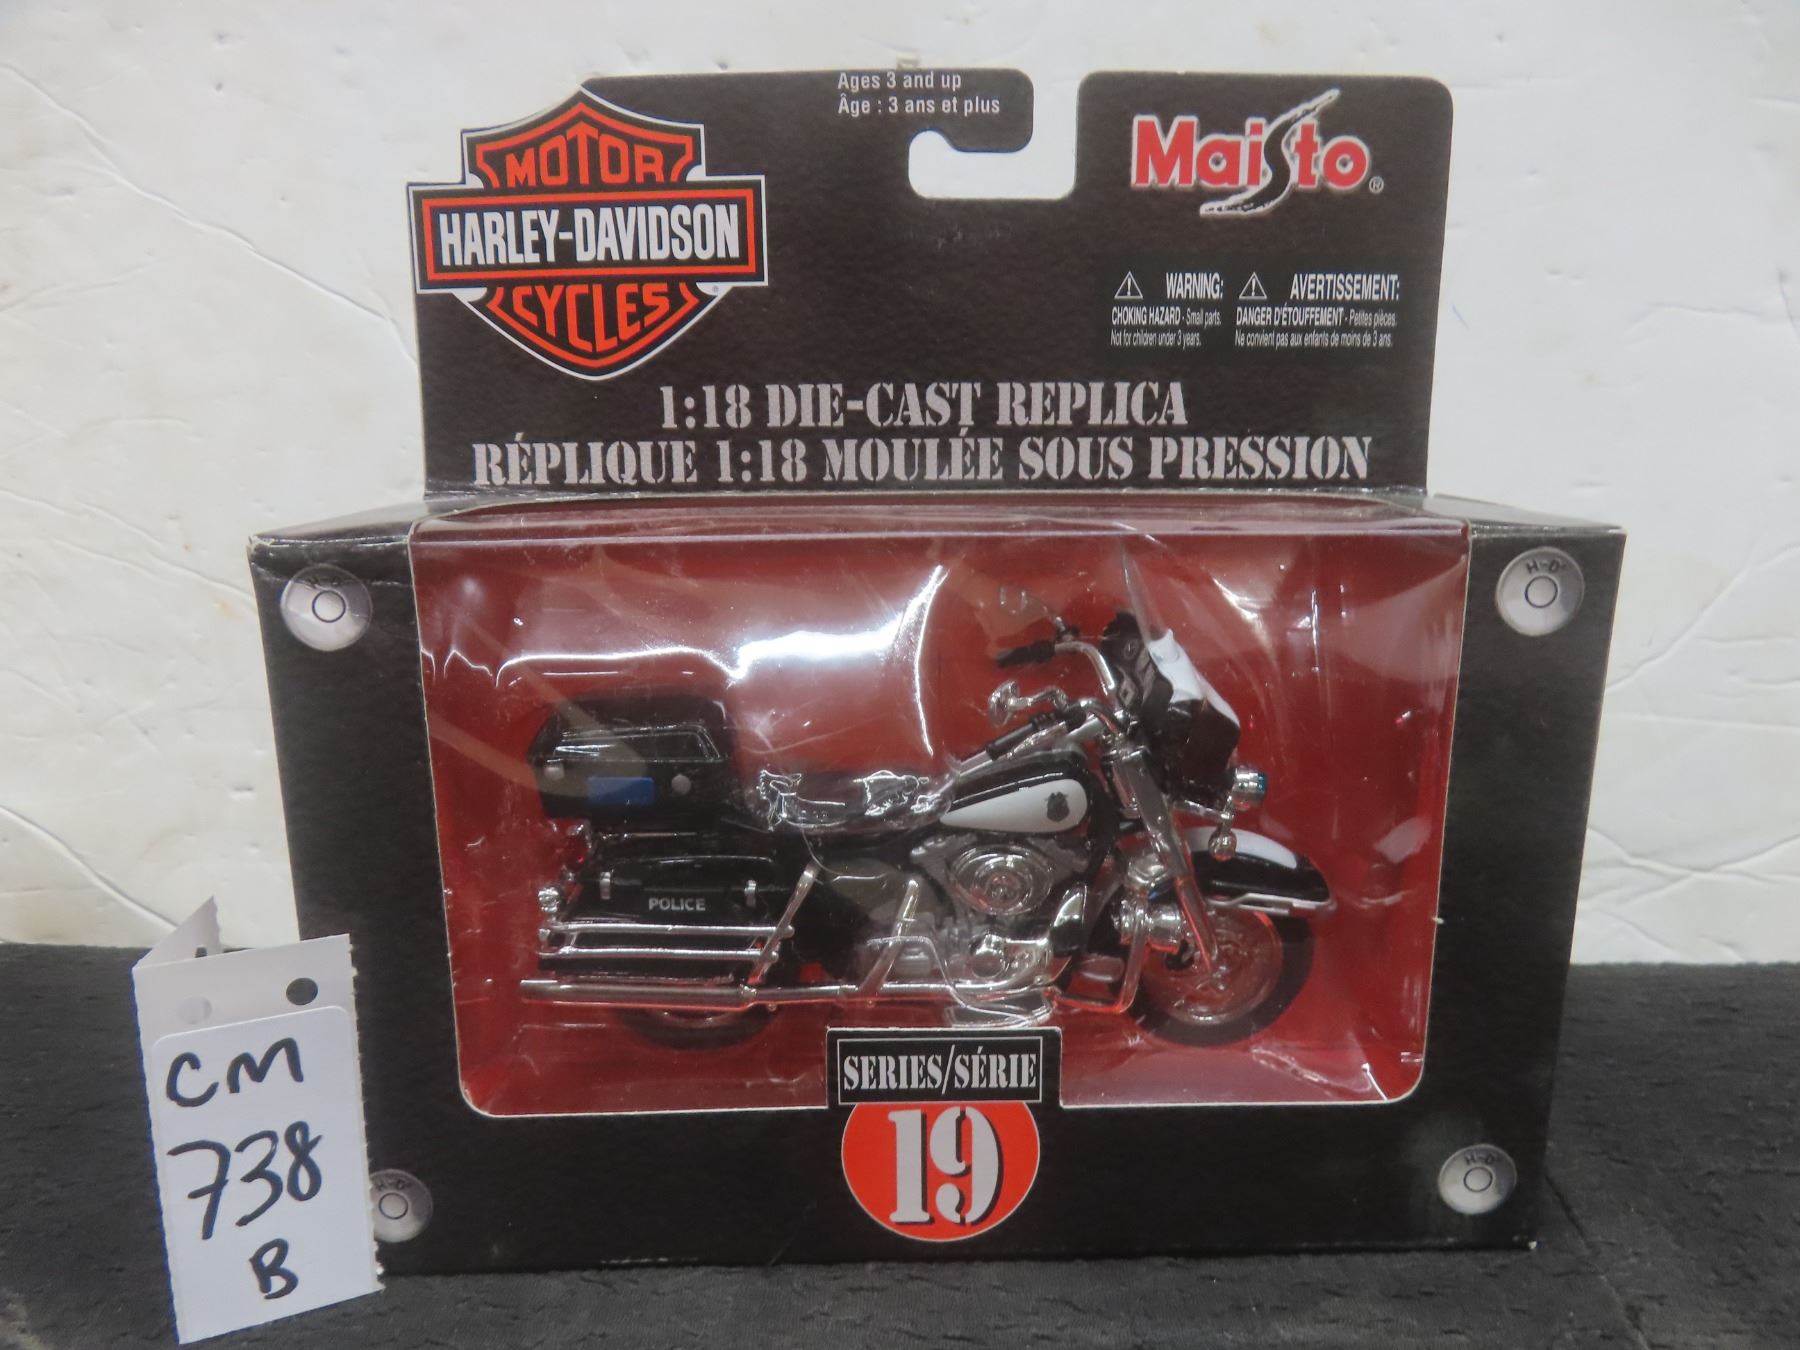 Ages 3 and up
Âge : 3 ans et plus
MOTOR
HARLEY-DAVIDSON
CYCLES
®
Maisto®
WARNING:
CHOKING HAZARD - Small parts.
Not for children under 3 years.
AVERTISSEMENT:
DANGER D'ÉTOUFFEMENT - Petites pièces.
Ne convient pas aux enfants de moins de 3 ans.
1:18 DIE-CAST REPLICA
RÉPLIQUE 1:18 MOULÉE SOUS PRESSION
H-D
H-D
POLICE
SERIES/SÉRIE
19
H-D
H-D
CM
738
B